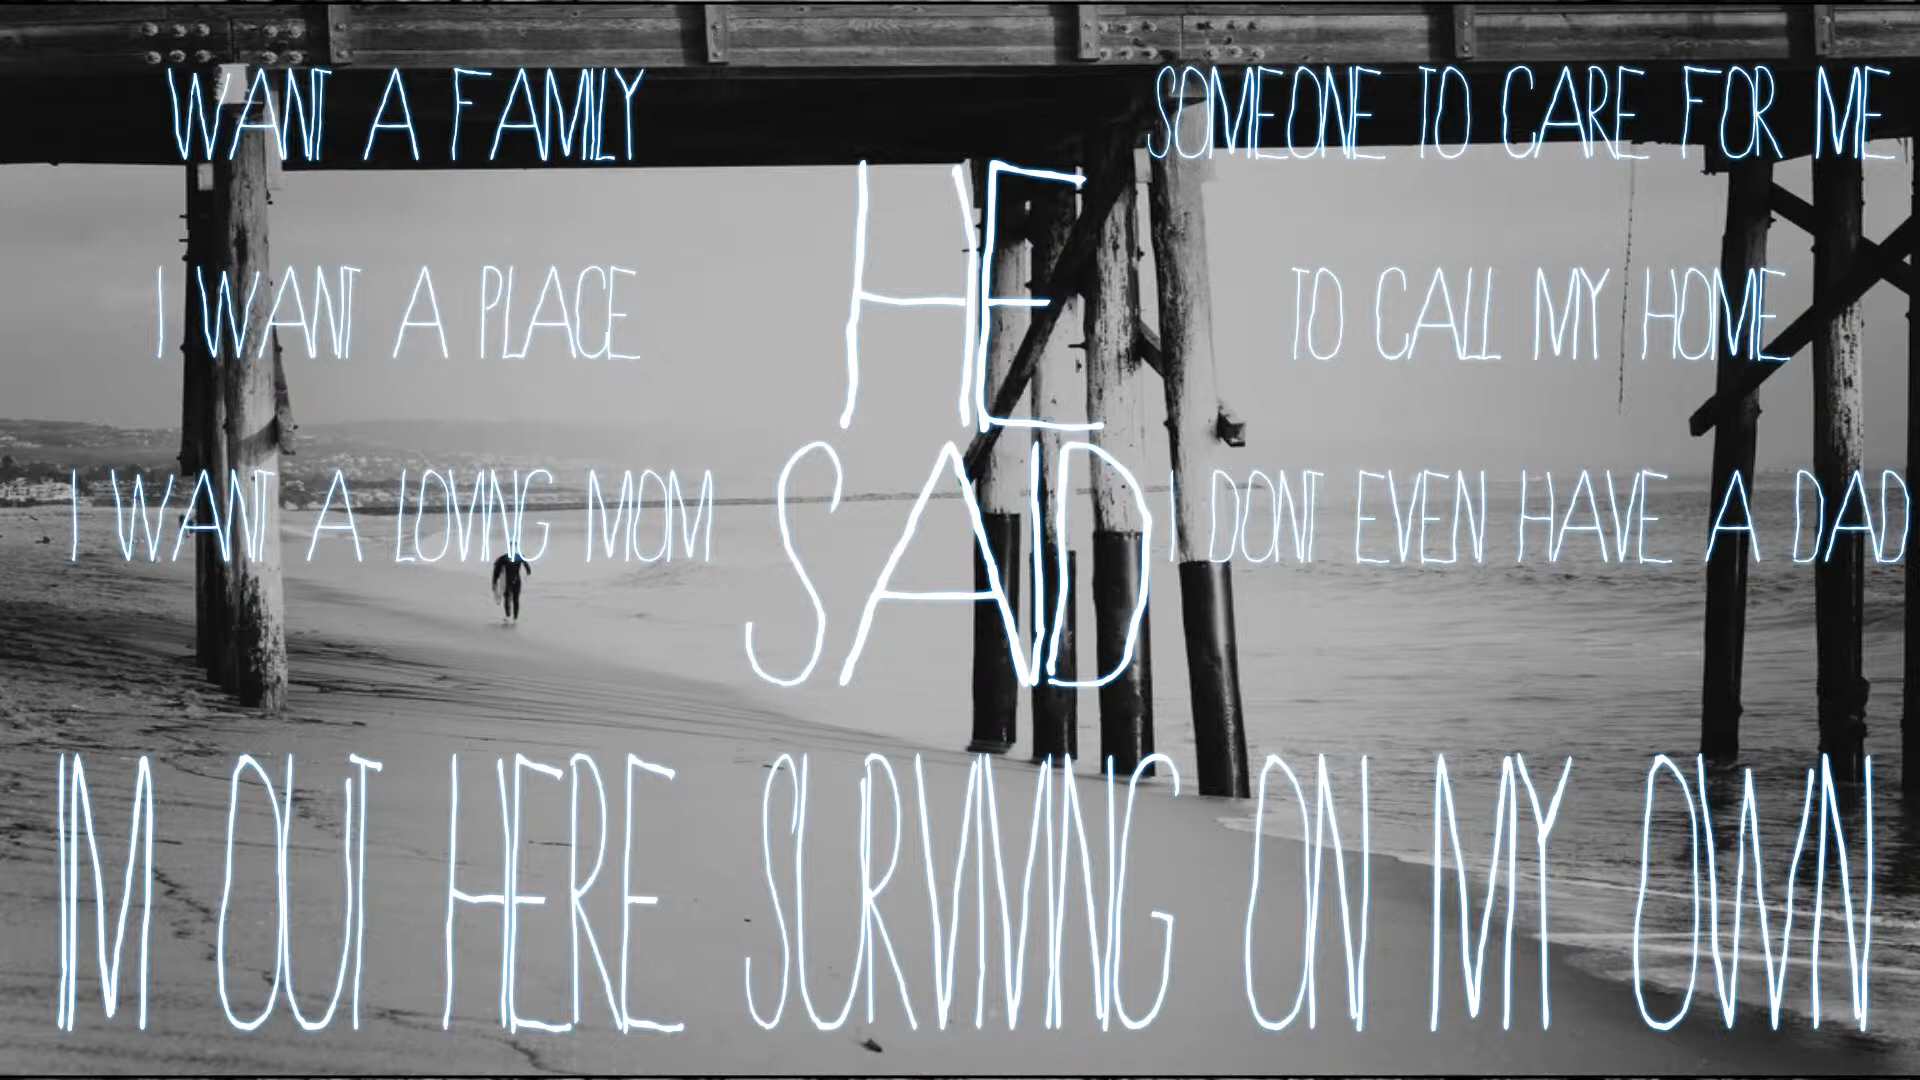 WANT A FAMILY
SOMEONE TO CARE FOR ME
I WANT A PLACE
TO CALL MY HOME
I WANT A LOVING MOM
I DONT EVEN HAVE A DAD
HE
SAID
IM OUT HERE SURVIVING ON MY OWN